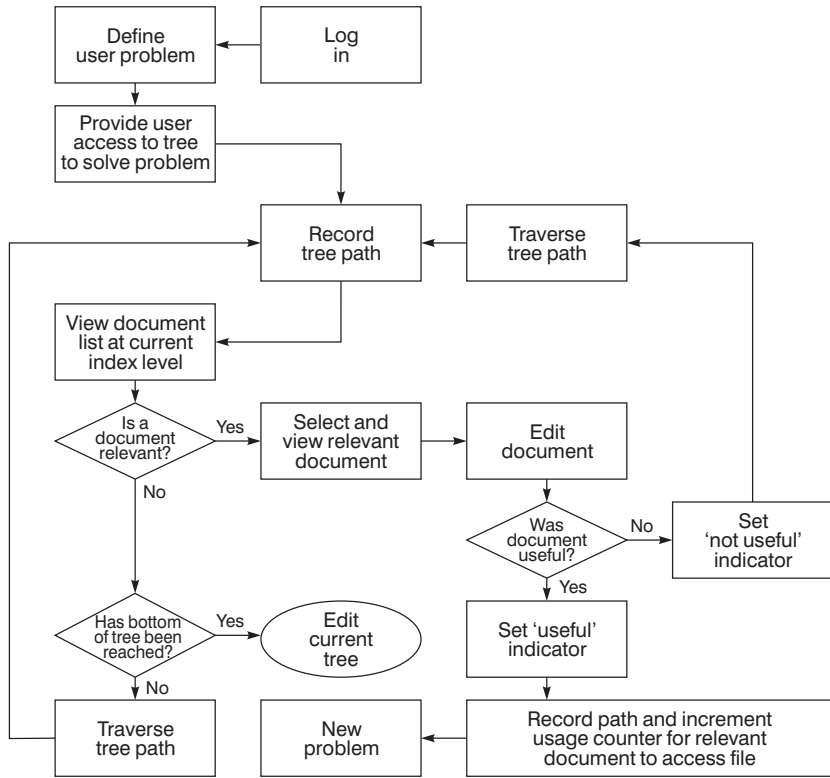 Define
user problem
Log
in
Provide user
access to tree
to solve problem
Record
tree path
Traverse
tree path
View document
list at current
index level
Is a
document
relevant?
Yes
Select and
view relevant
document
Edit
document
No
Was
document
useful?
No
Set
‘not useful’
indicator
Yes
Has bottom
of tree been
reached?
Yes
Edit
current
tree
Set ‘useful’
indicator
No
Traverse
tree path
New
problem
Record path and increment
usage counter for relevant
document to access file